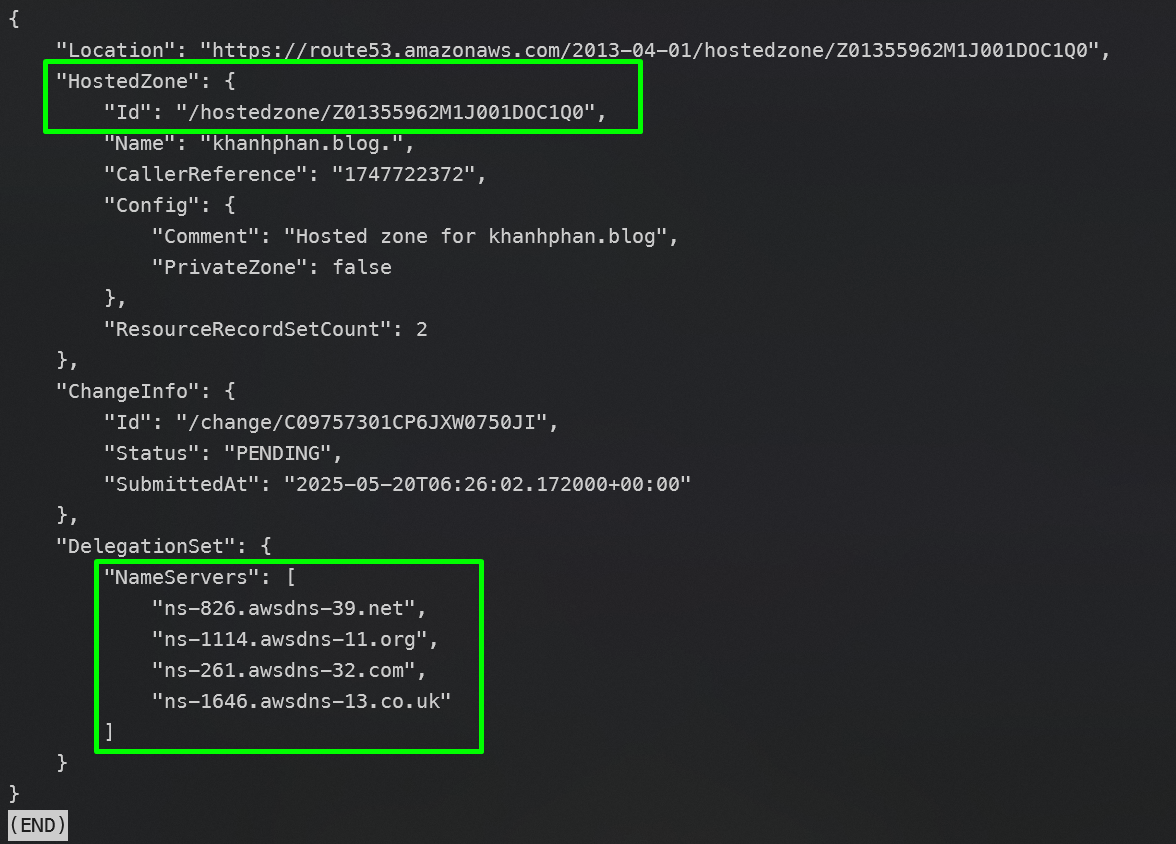 {
    "Location": "https://route53.amazonaws.com/2013-04-01/hostedzone/Z01355962M1J001DOC1Q0",
    "HostedZone": {
        "Id": "/hostedzone/Z01355962M1J001DOC1Q0",
        "Name": "khanhphan.blog.",
        "CallerReference": "1747722372",
        "Config": {
            "Comment": "Hosted zone for khanhphan.blog",
            "PrivateZone": false
        },
        "ResourceRecordSetCount": 2
    },
    "ChangeInfo": {
        "Id": "/change/C09757301CP6JXW0750JI",
        "Status": "PENDING",
        "SubmittedAt": "2025-05-20T06:26:02.172000+00:00"
    },
    "DelegationSet": {
        "NameServers": [
            "ns-826.awsdns-39.net",
            "ns-1114.awsdns-11.org",
            "ns-261.awsdns-32.com",
            "ns-1646.awsdns-13.co.uk"
        ]
    }
}
(END)